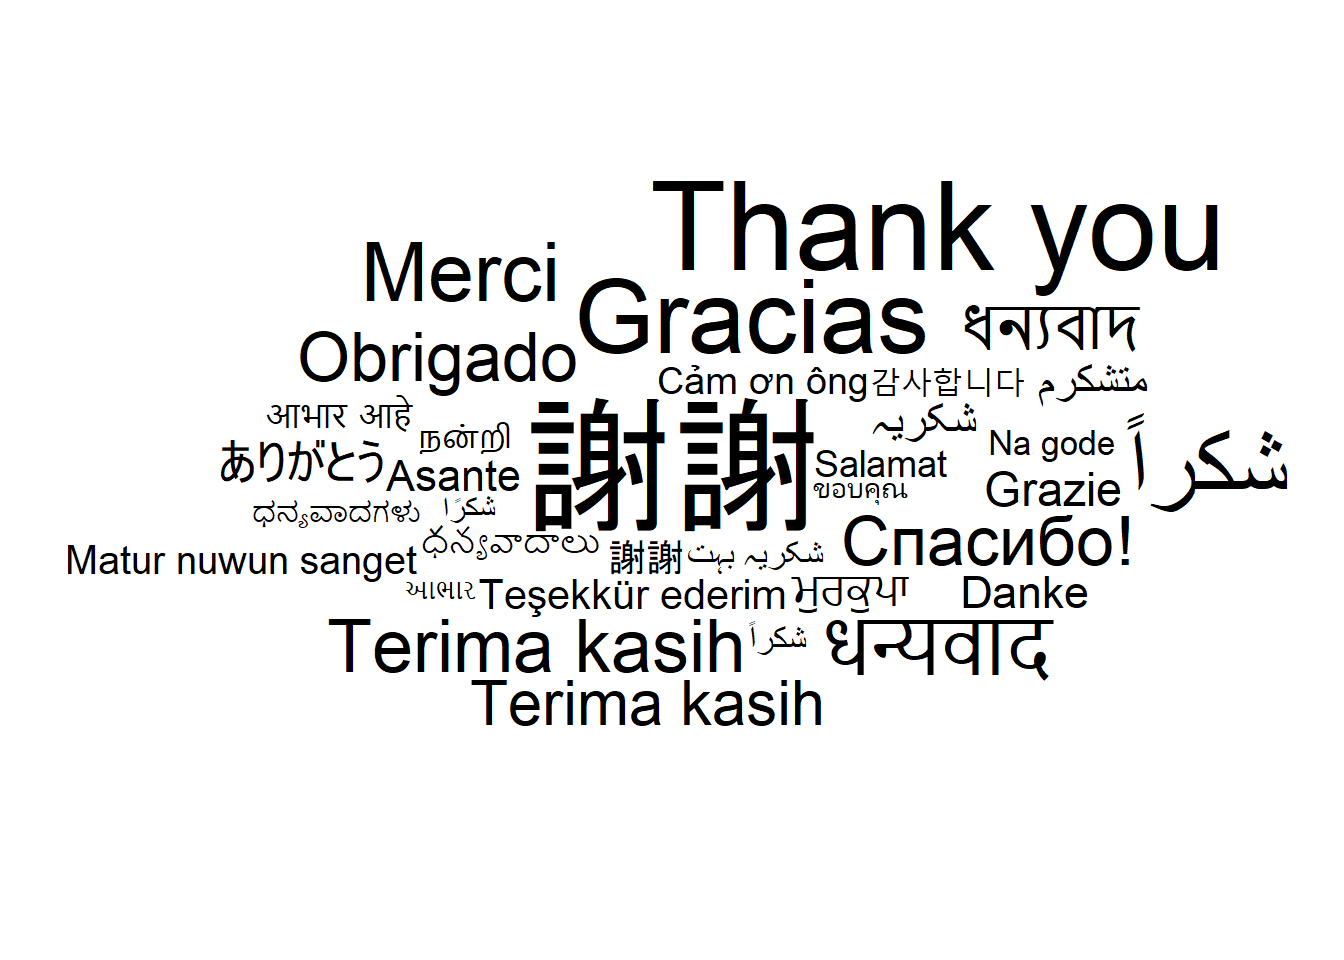 Thank you
Merci
Gracias ধন্যবাদ
Obrigado
Cảm ơn ông 감사합니다 متشکرم
आभार आहे நன்றி 謝謝 شکریہ
ありがとう Asante Salamat Na gode شكراً
ขอบคุณ Grazie
ಧನ್ಯವಾದಗಳು شكرًا
Matur nuwun sanget ధన్యవాదాలు 謝謝 شکریہ بہت Спасибо!
આભાર Teşekkür ederim ਮੁਰਕੁਪਾ Danke
Terima kasih شكراً धन्यवाद
Terima kasih